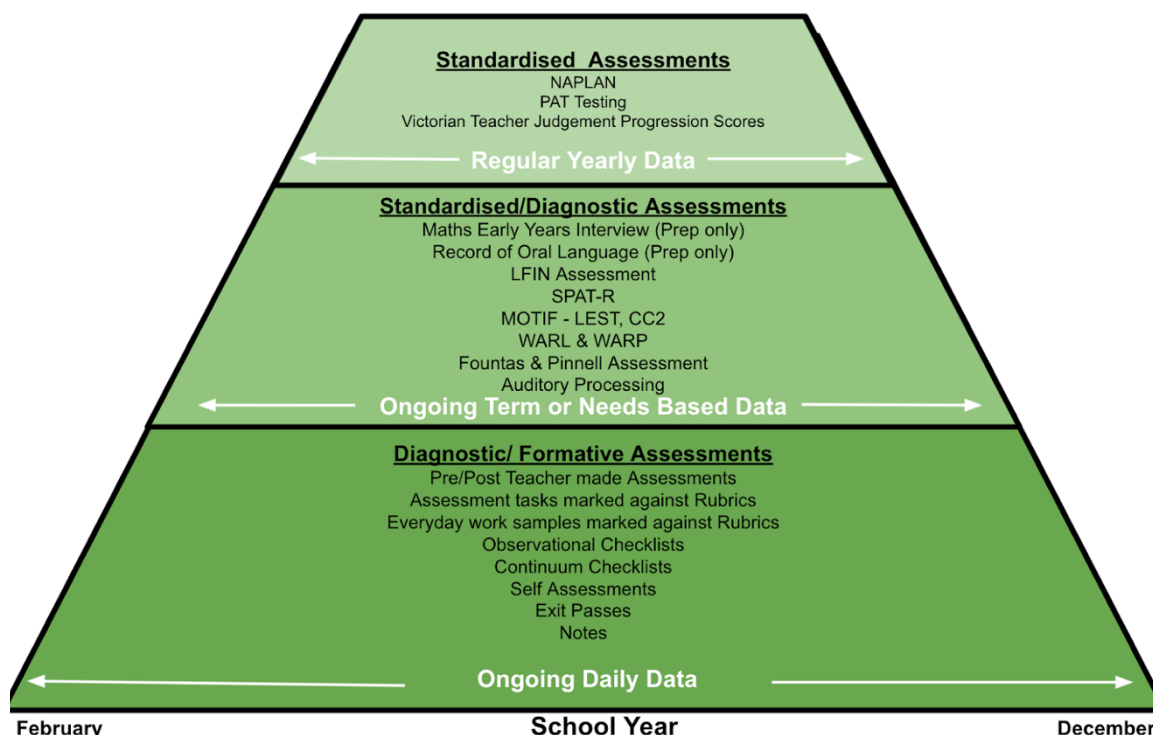 Standardised Assessments
NAPLAN
PAT Testing
Victorian Teacher Judgement Progression Scores
Regular Yearly Data
Standardised/Diagnostic Assessments
Maths Early Years Interview (Prep only)
Record of Oral Language (Prep only)
LFIN Assessment
SPAT-R
MOTIF - LEST, CC2
WARL & WARP
Fountas & Pinnell Assessment
Auditory Processing
Ongoing Term or Needs Based Data
Diagnostic/ Formative Assessments
Pre/Post Teacher made Assessments
Assessment tasks marked against Rubrics
Everyday work samples marked against Rubrics
Observational Checklists
Continuum Checklists
Self Assessments
Exit Passes
Notes
Ongoing Daily Data
February School Year December